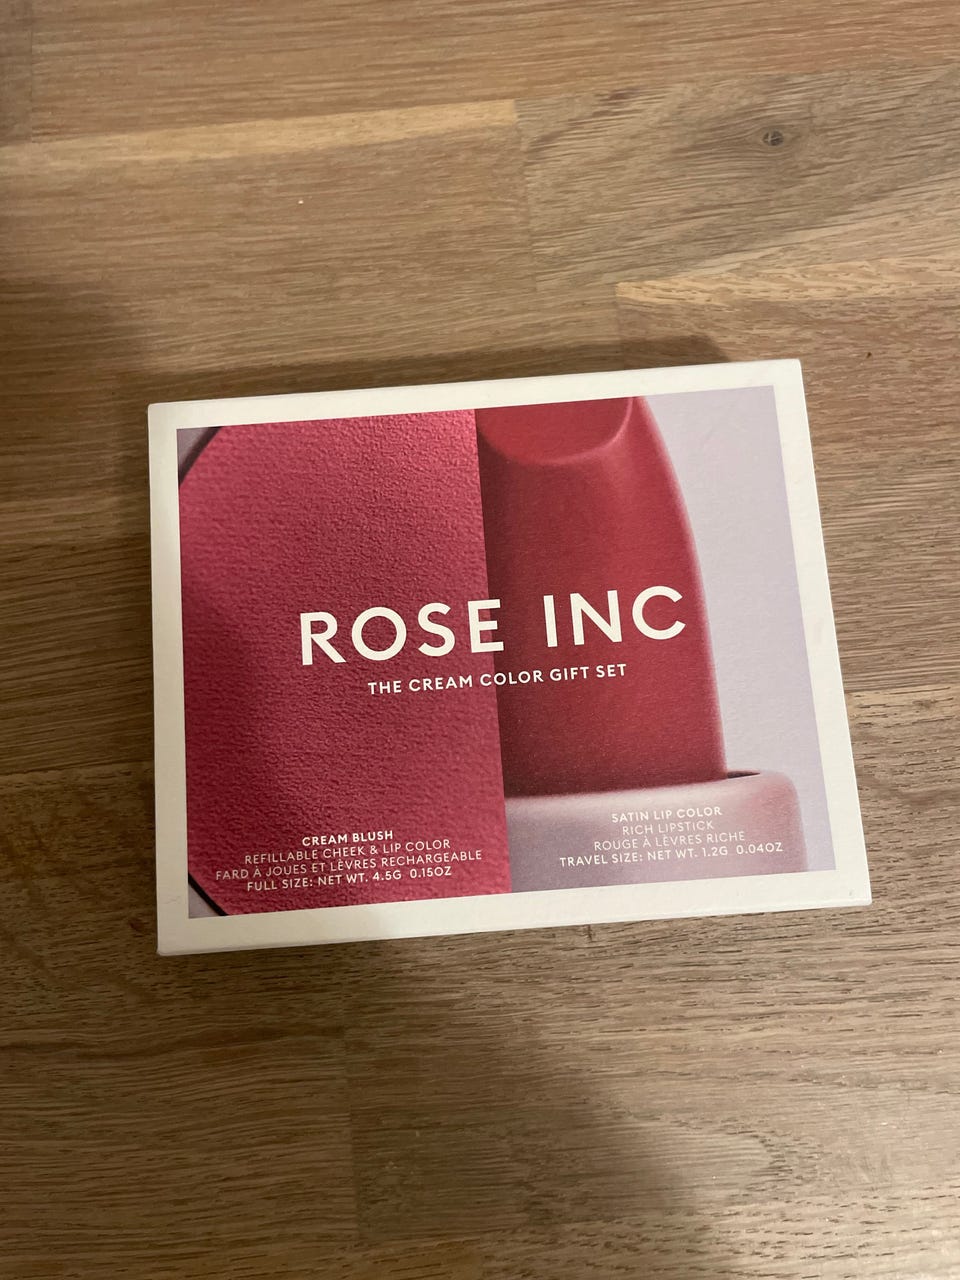 ROSE INC
THE CREAM COLOR GIFT SET
CREAM BLUSH
REFILLABLE CHEEK & LIP COLOR
FARD À JOUES ET LÈVRES RECHARGEABLE
FULL SIZE: NET WT. 4.5G 0.15OZ
SATIN LIP COLOR
RICH LIPSTICK
ROUGE À LÈVRES RICHE
TRAVEL SIZE: NET WT. 1.2G 0.04OZ